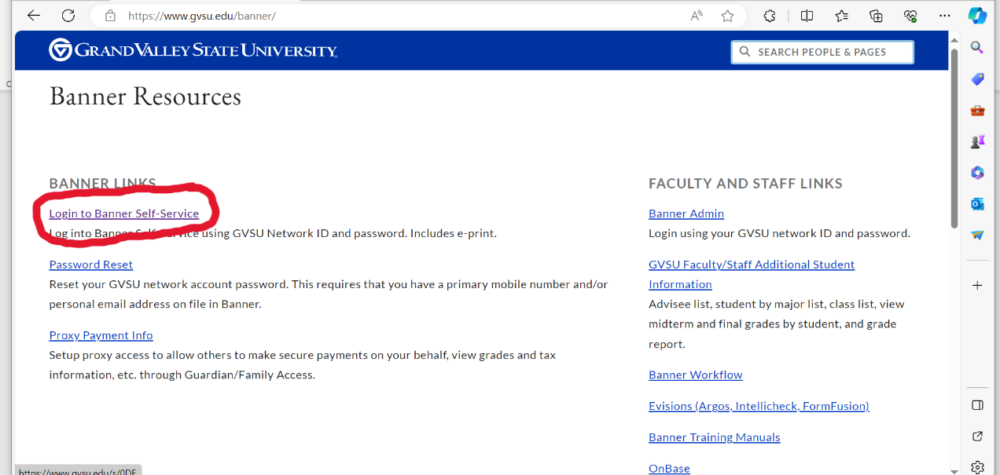 https://www.gvsu.edu/banner/
GRAND VALLEY STATE UNIVERSITY
SEARCH PEOPLE & PAGES
Banner Resources
BANNER LINKS
Login to Banner Self-Service
Log into Banner Self-Service using GVSU Network ID and password. Includes e-print.
Password Reset
Reset your GVSU network account password. This requires that you have a primary mobile number and/or
personal email address on file in Banner.
Proxy Payment Info
Setup proxy access to allow others to make secure payments on your behalf, view grades and tax
information, etc. through Guardian/Family Access.
FACULTY AND STAFF LINKS
Banner Admin
Login using your GVSU network ID and password.
GVSU Faculty/Staff Additional Student
Information
Advisee list, student by major list, class list, view
midterm and final grades by student, and grade
report.
Banner Workflow
Evisions (Argos, Intellicheck, FormFusion)
Banner Training Manuals
OnBase